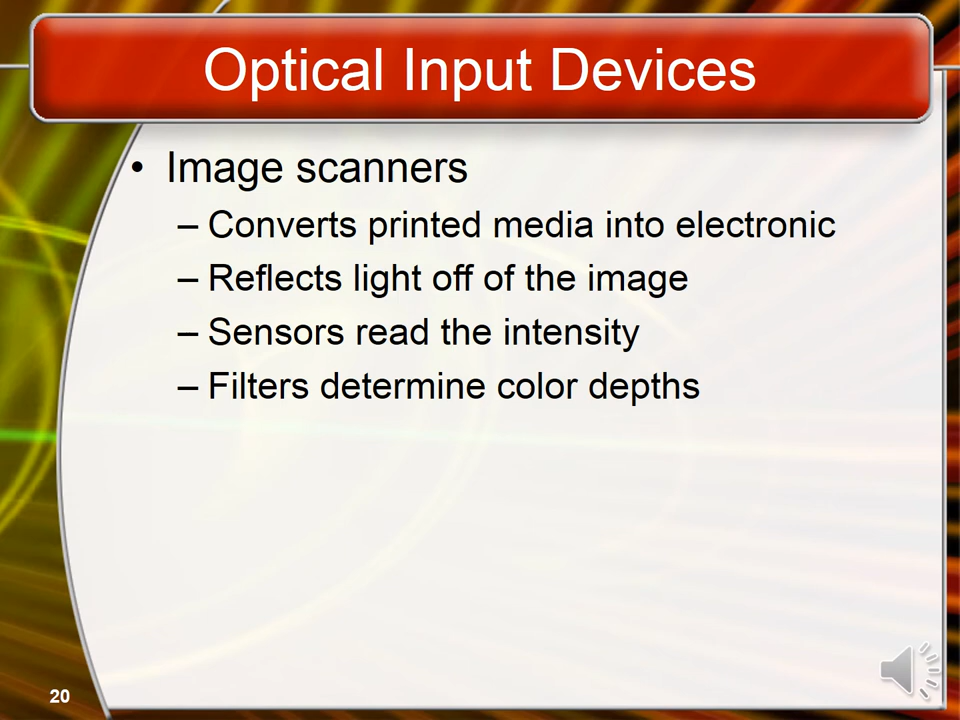 Optical Input Devices
• Image scanners
– Converts printed media into electronic
– Reflects light off of the image
– Sensors read the intensity
– Filters determine color depths
20